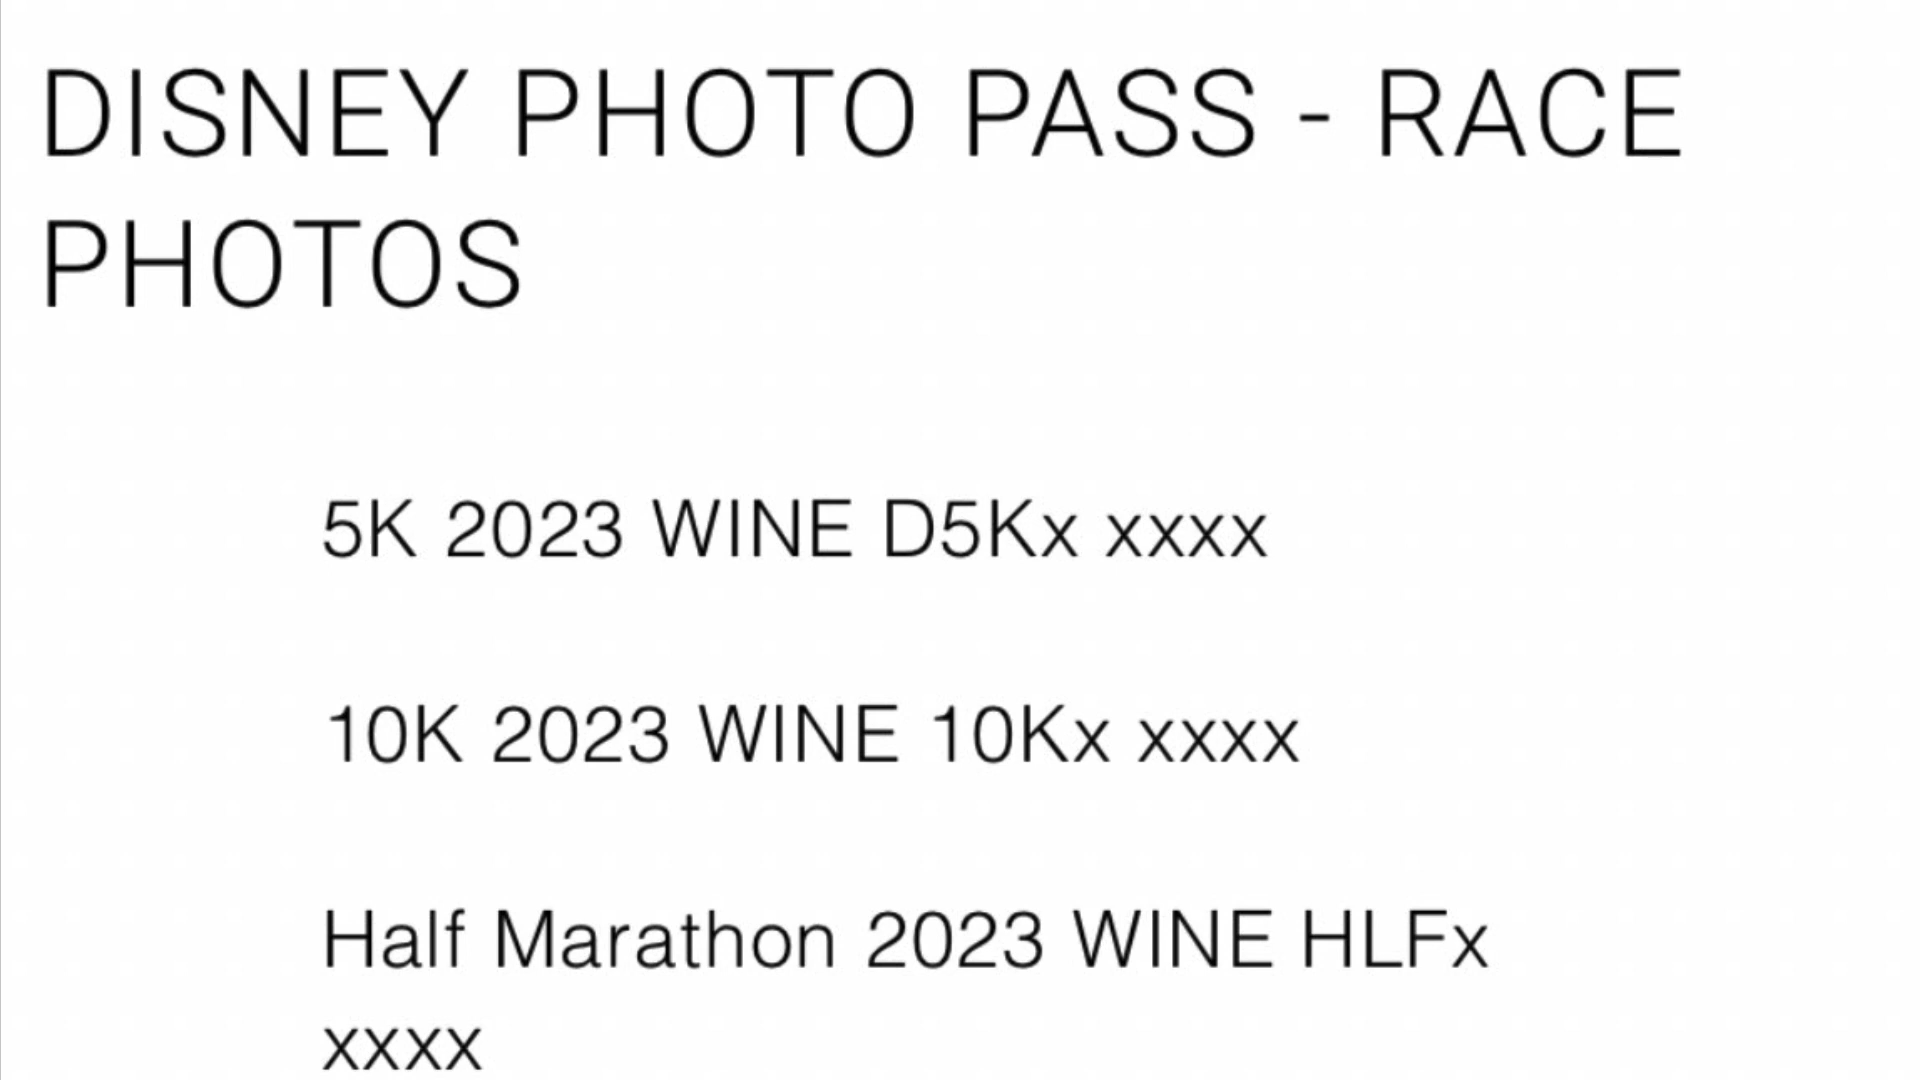 DISNEY PHOTO PASS - RACE
PHOTOS
5K 2023 WINE D5Kx xxxx
10K 2023 WINE 10Kx xxxx
Half Marathon 2023 WINE HLFx
xxxx